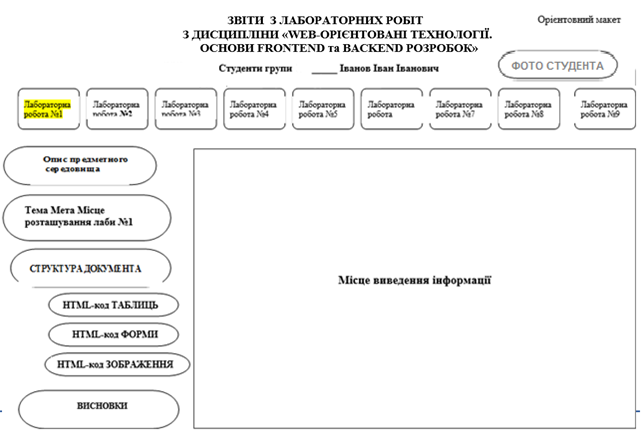 ЗВІТИ З ЛАБОРАТОРНИХ РОБІТ
Орієнтовний макет
З ДИСЦИПЛІНИ «WEB-ОРІЄНТОВАНІ ТЕХНОЛОГІЇ.
ОСНОВИ FRONTEND та BACKEND РОЗРОБОК»
Студенти групи _____ Іванов Іван Іванович
ФОТО СТУДЕНТА
Лабораторна
робота №1
Лабораторна
робота №2
Лабораторна
робота №3
Лабораторна
робота №4
Лабораторна
робота №5
Лабораторна
робота
Лабораторна
робота №7
Лабораторна
робота №8
Лабораторна
робота №9
Опис предметного
середовища
Тема Мета Місце
розташування лаби №1
СТРУКТУРА ДОКУМЕНТА
HTML-код ТАБЛИЦЬ
HTML-код ФОРМИ
HTML-код ЗОБРАЖЕННЯ
ВИСНОВКИ
Місце виведення інформації